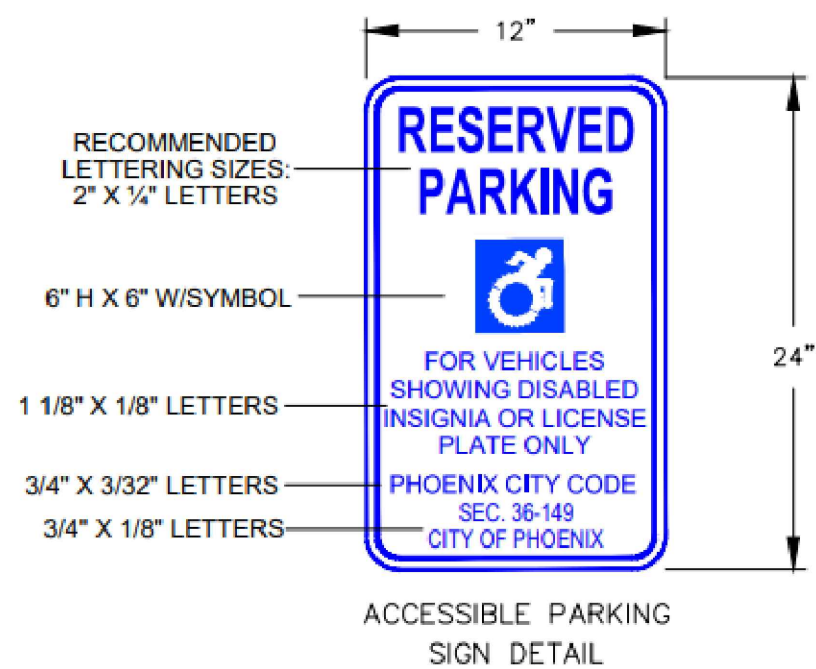 12"
RESERVED
PARKING
RECOMMENDED
LETTERING SIZES:
2" X ¼" LETTERS
6" H X 6" W/SYMBOL
24"
FOR VEHICLES
SHOWING DISABLED
INSIGNIA OR LICENSE
PLATE ONLY
1 1/8" X 1/8" LETTERS
PHOENIX CITY CODE
3/4" X 3/32" LETTERS
SEC. 36-149
CITY OF PHOENIX
3/4" X 1/8" LETTERS
ACCESSIBLE PARKING
SIGN DETAIL